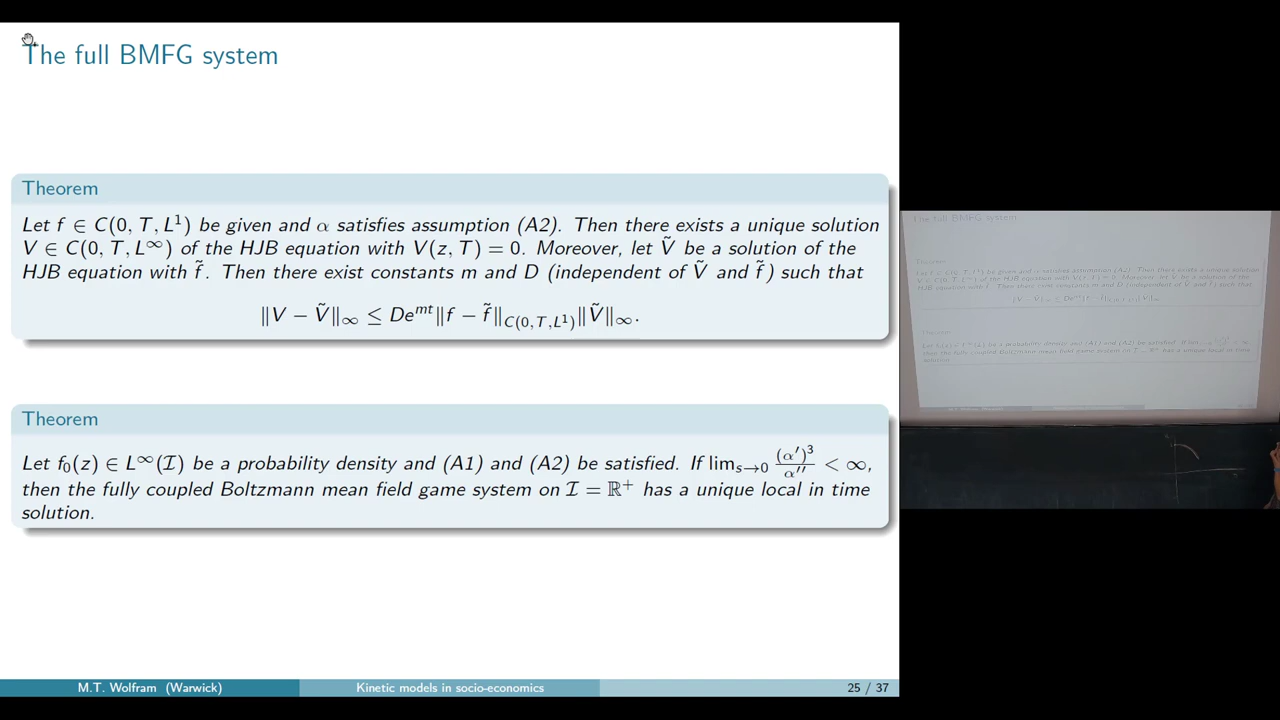 The full BMFG system
Theorem
Let f ∈ C(0, T, L¹) be given and α satisfies assumption (A2). Then there exists a unique solution
V ∈ C(0, T, L^∞) of the HJB equation with V(z, T) = 0. Moreover, let Ṽ be a solution of the
HJB equation with f̃. Then there exist constants m and D (independent of Ṽ and f̃) such that
‖V − Ṽ‖_∞ ≤ De^{mt}‖f − f̃‖_{C(0,T,L¹)}‖Ṽ‖_∞.
Theorem
Let f₀(z) ∈ L^∞(ℐ) be a probability density and (A1) and (A2) be satisfied. If lim_{s→0} (α′)³/α″ < ∞,
then the fully coupled Boltzmann mean field game system on ℐ = ℝ⁺ has a unique local in time
solution.
M.T. Wolfram (Warwick) Kinetic models in socio-economics 25 / 37
The full BMFG system